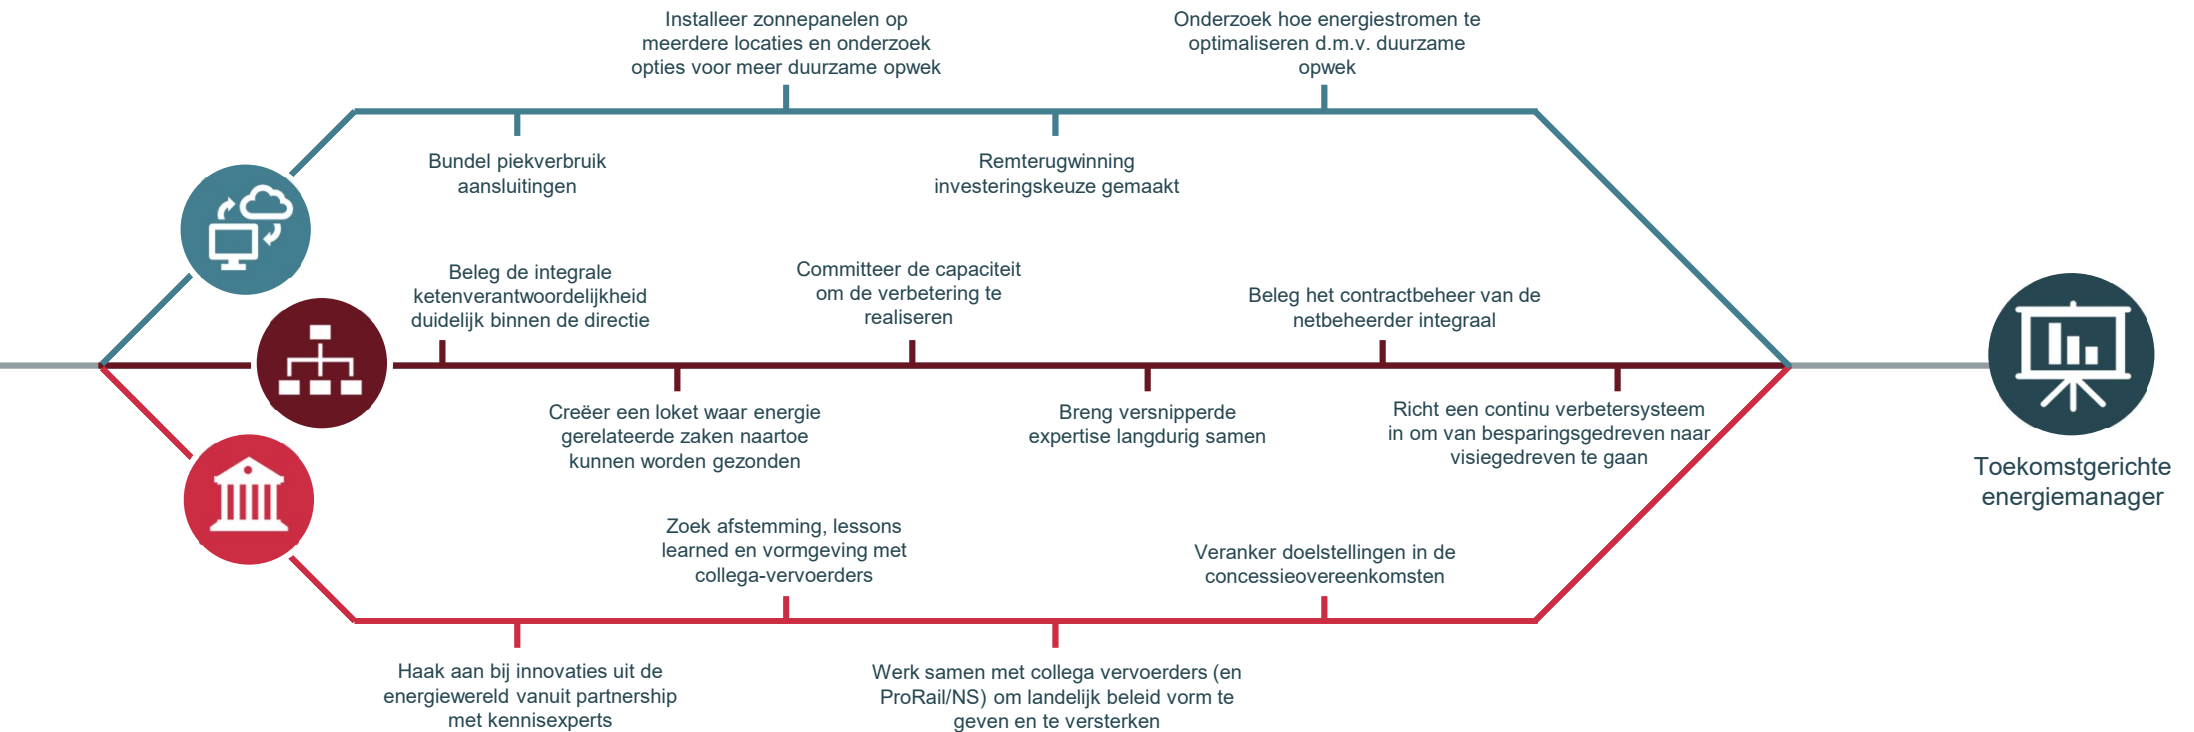 Installeer zonnepanelen op
meerdere locaties en onderzoek
opties voor meer duurzame opwek
Onderzoek hoe energiestromen te
optimaliseren d.m.v. duurzame
opwek
Bundel piekverbruik
aansluitingen
Remterugwinning
investeringskeuze gemaakt
Beleg de integrale
ketenverantwoordelijkheid
duidelijk binnen de directie
Committeer de capaciteit
om de verbetering te
realiseren
Beleg het contractbeheer van de
netbeheerder integraal
Creëer een loket waar energie
gerelateerde zaken naartoe
kunnen worden gezonden
Breng versnipperde
expertise langdurig samen
Richt een continu verbetersysteem
in om van besparingsgedreven naar
visiegedreven te gaan
Toekomstgerichte
energiemanager
Zoek afstemming, lessons
learned en vormgeving met
collega-vervoerders
Veranker doelstellingen in de
concessieovereenkomsten
Haak aan bij innovaties uit de
energiewereld vanuit partnership
met kennisexperts
Werk samen met collega vervoerders (en
ProRail/NS) om landelijk beleid vorm te
geven en te versterken